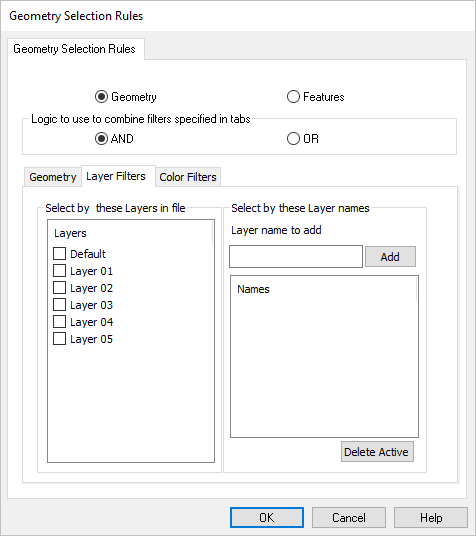 Geometry Selection Rules
Geometry Selection Rules
Geometry Features
Logic to use to combine filters specified in tabs
AND OR
Geometry Layer Filters Color Filters
Select by these Layers in file
Layers
Default
Layer 01
Layer 02
Layer 03
Layer 04
Layer 05
Select by these Layer names
Layer name to add
Add
Names
Delete Active
OK Cancel Help